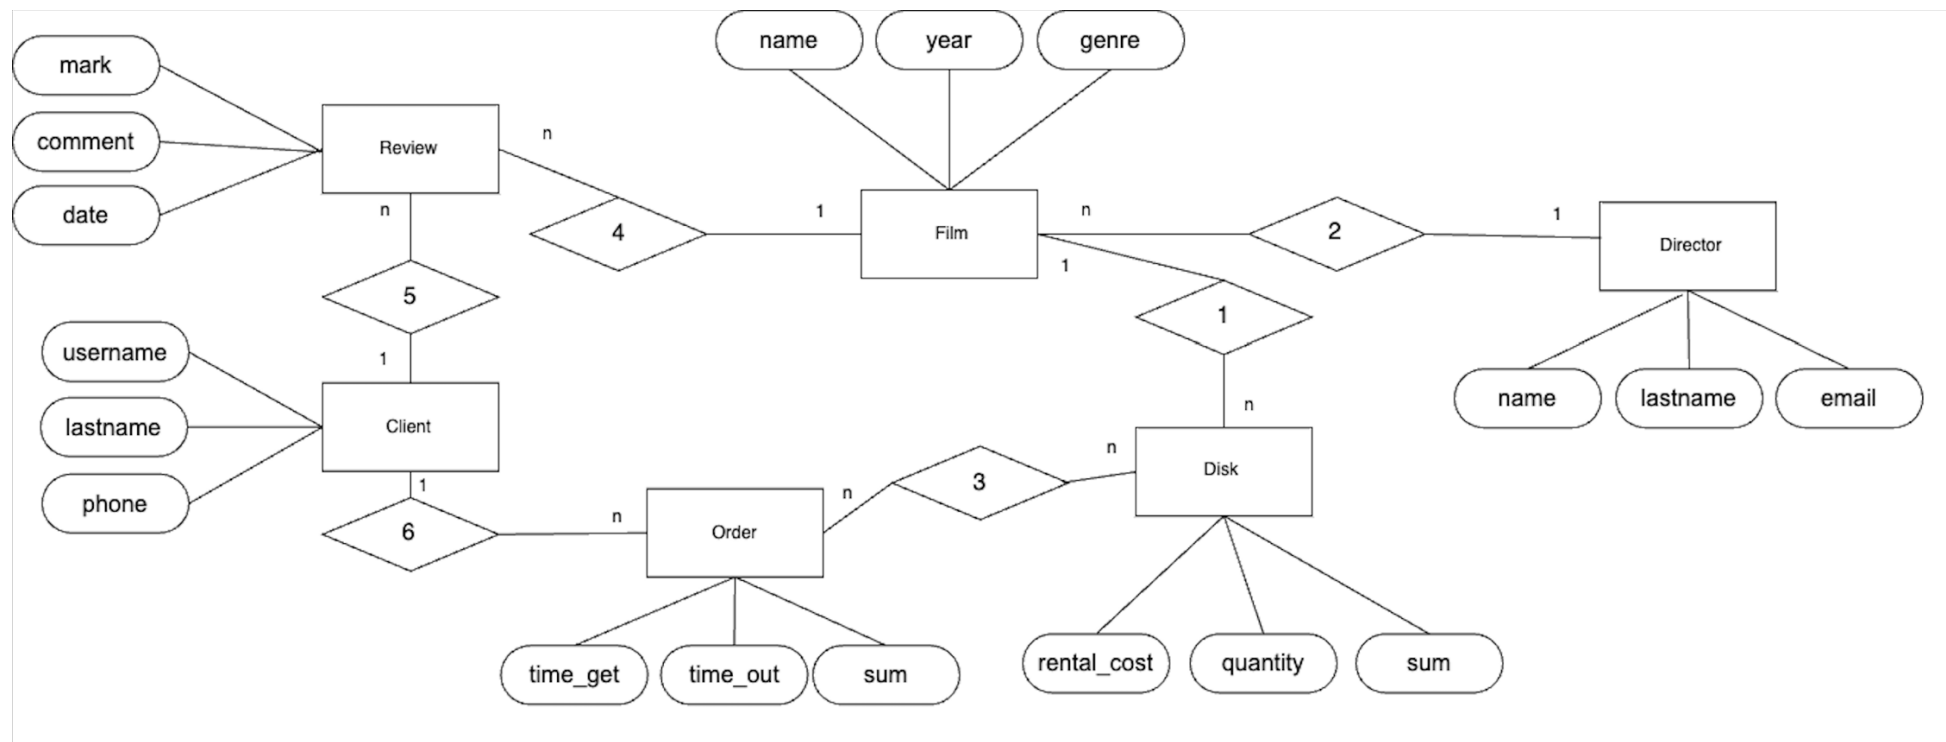 name
year
genre
mark
comment
date
Review
n
n
4
1
Film
n
1
2
1
Director
name
lastname
email
1
n
5
1
username
lastname
phone
Client
1
6
n
Order
n
3
n
Disk
time_get
time_out
sum
rental_cost
quantity
sum